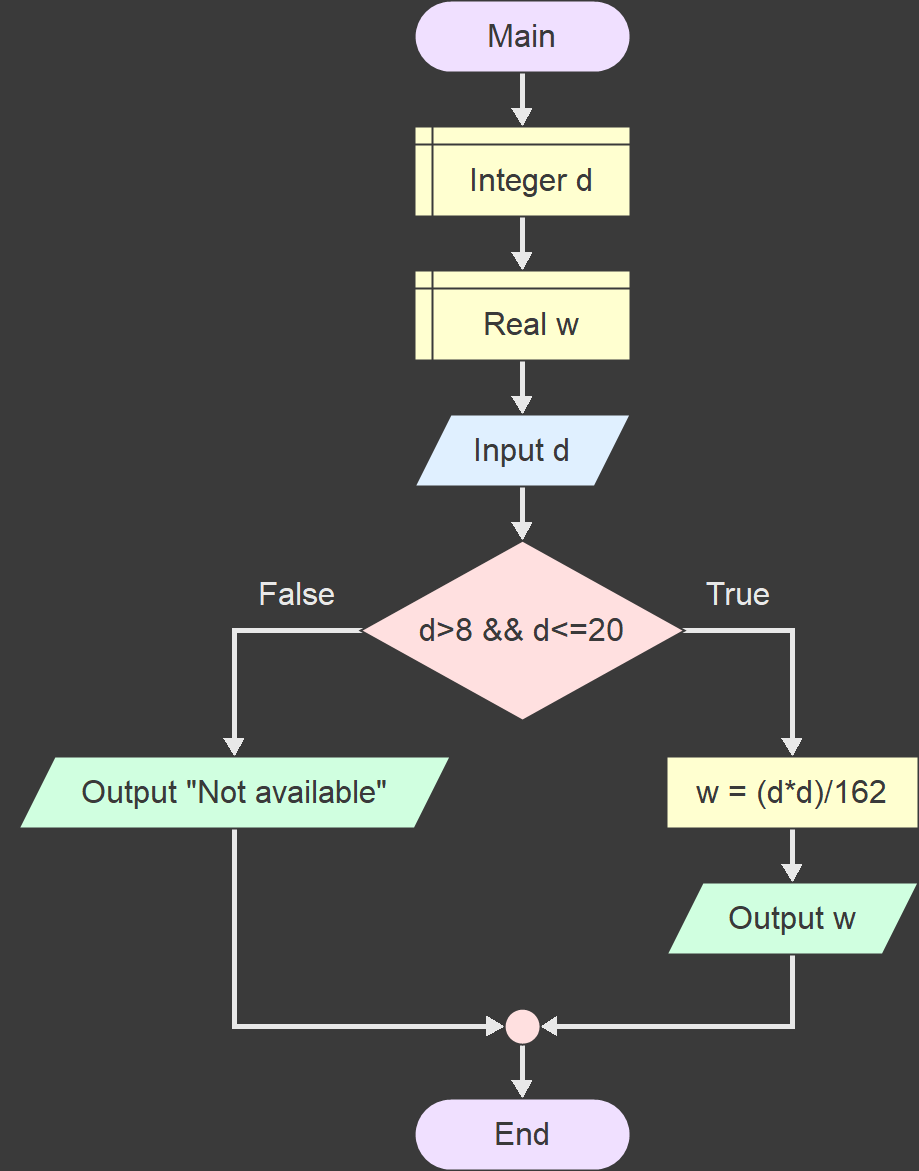 Main
Integer d
Real w
Input d
False
True
d>8 && d<=20
Output "Not available"
w = (d*d)/162
Output w
End